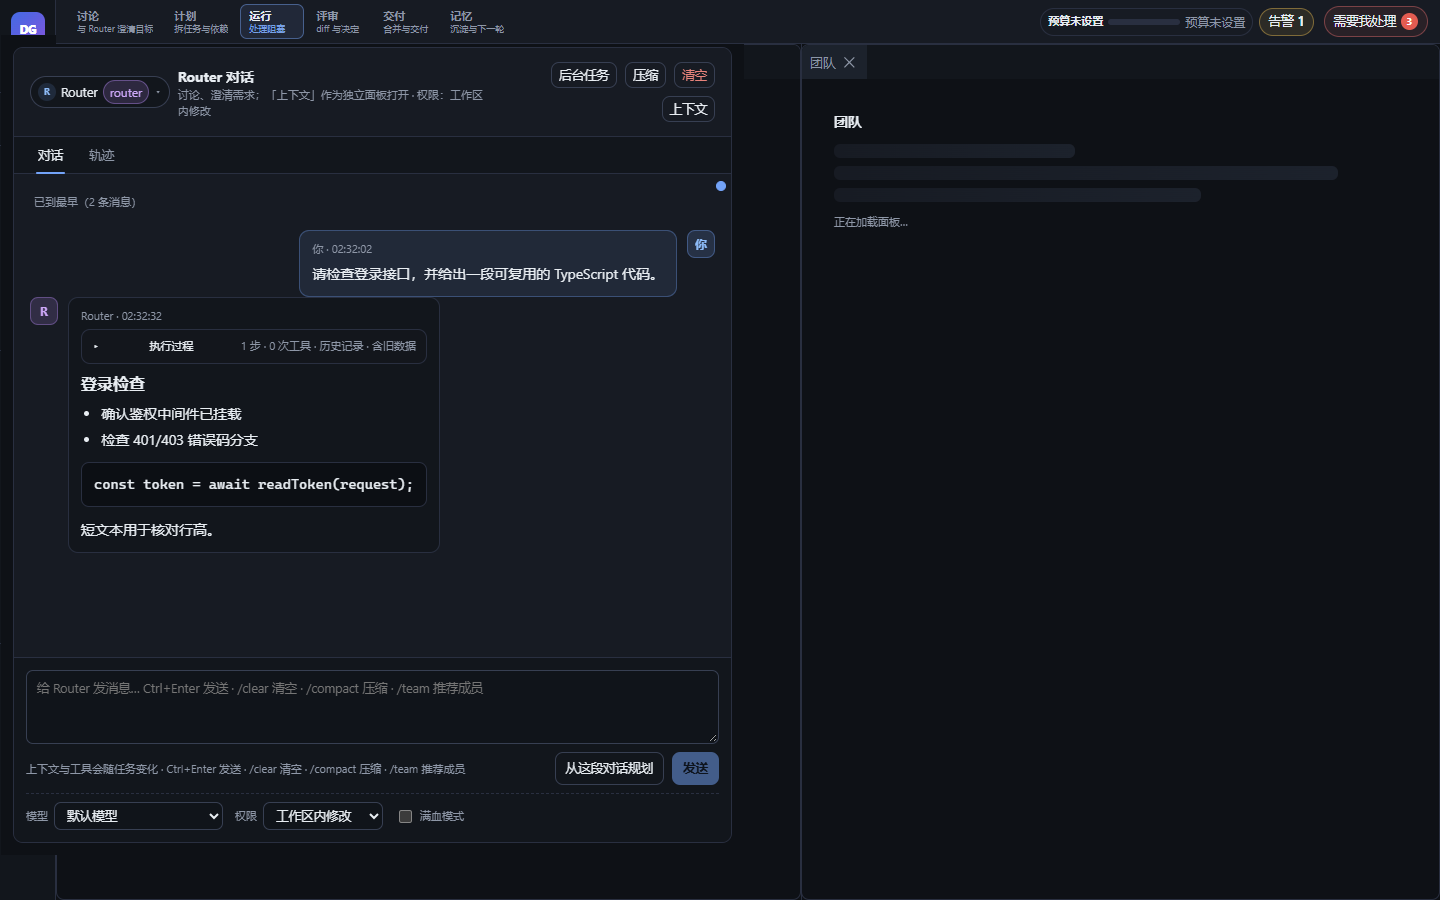 DG
讨论
与 Router 澄清目标
计划
拆任务与依赖
运行
处理阻塞
评审
diff 与决定
交付
合并与交付
记忆
沉淀与下一轮
预算未设置
预算未设置
告警 1
需要我处理 3
R Router router
Router 对话
讨论、澄清需求；「上下文」作为独立面板打开 · 权限：工作区
内修改
后台任务
压缩
清空
上下文
对话
轨迹
已到最早（2 条消息）
你 · 02:32:02
请检查登录接口，并给出一段可复用的 TypeScript 代码。
你
R
Router · 02:32:32
执行过程
1 步 · 0 次工具 · 历史记录 · 含旧数据
登录检查
• 确认鉴权中间件已挂载
• 检查 401/403 错误码分支
const token = await readToken(request);
短文本用于核对行高。
给 Router 发消息... Ctrl+Enter 发送 · /clear 清空 · /compact 压缩 · /team 推荐成员
上下文与工具会随任务变化 · Ctrl+Enter 发送 · /clear 清空 · /compact 压缩 · /team 推荐成员
从这段对话规划
发送
模型
默认模型
权限
工作区内修改
满血模式
团队
团队
正在加载面板...